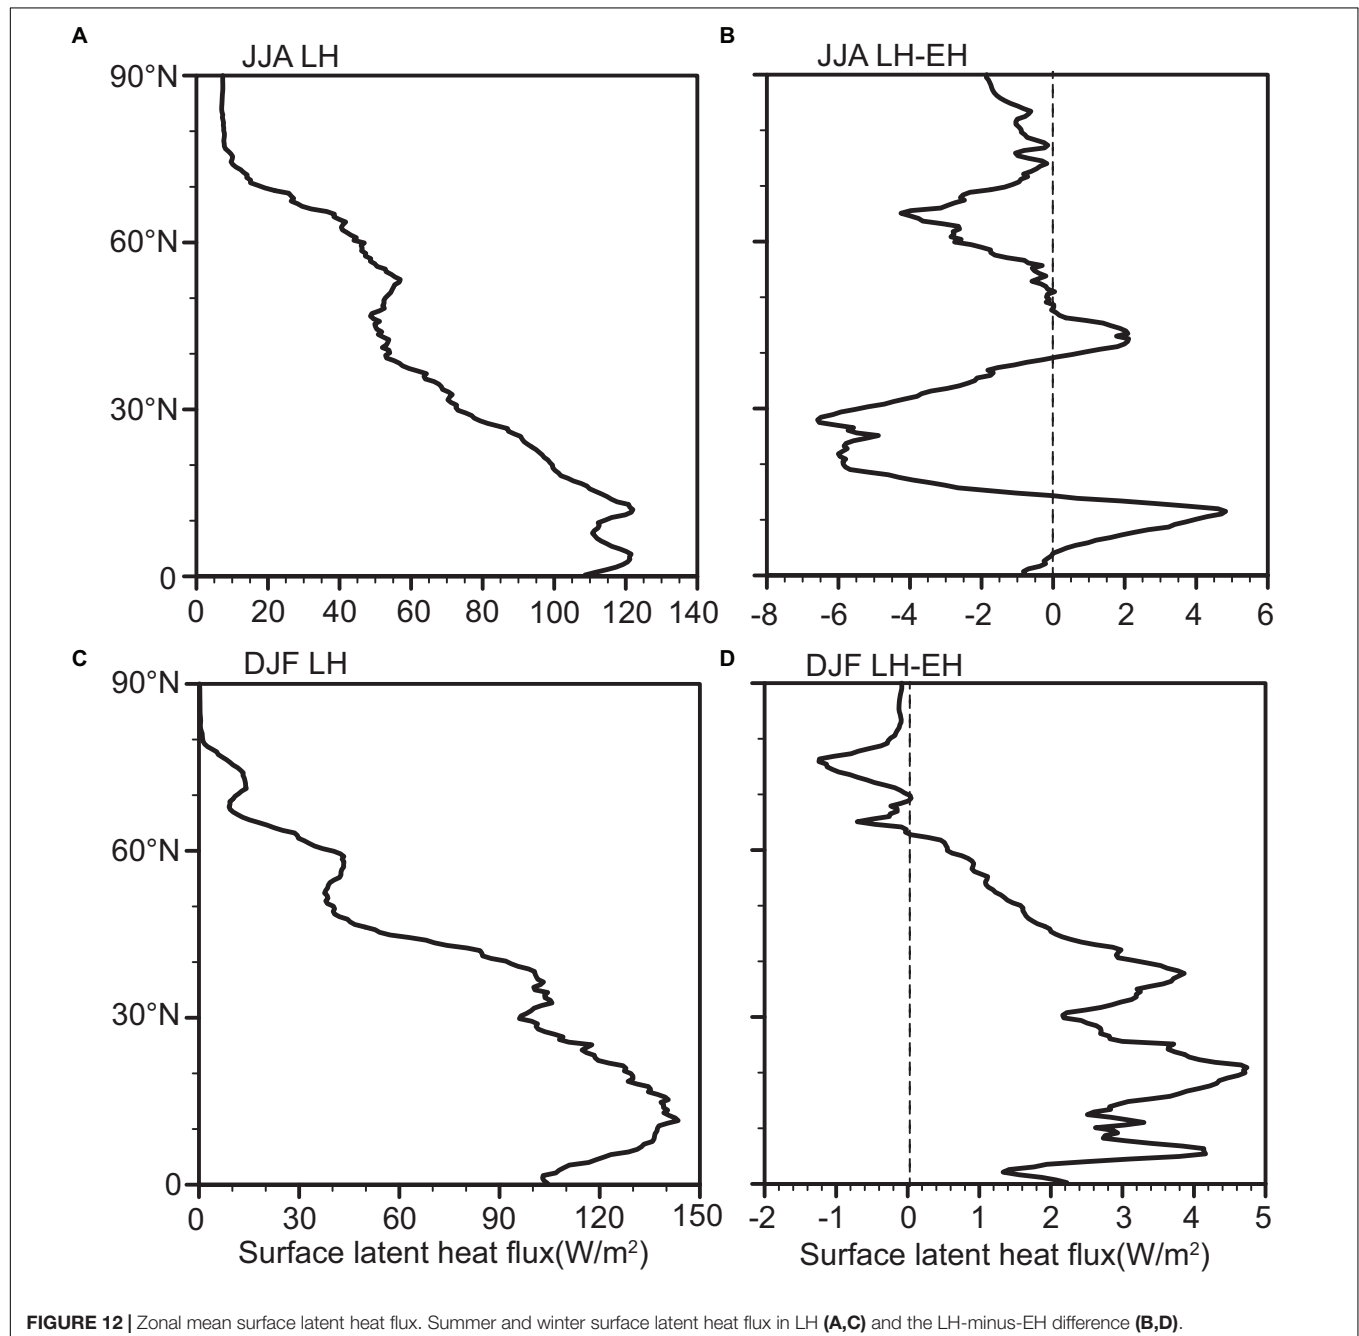 A
JJA LH
90°N
60°N
30°N
0
0 20 40 60 80 100 120 140
B
JJA LH-EH
-8 -6 -4 -2 0 2 4 6
C
DJF LH
90°N
60°N
30°N
0
0 30 60 90 120 150
Surface latent heat flux(W/m²)
D
DJF LH-EH
-2 -1 0 1 2 3 4 5
Surface latent heat flux(W/m²)
FIGURE 12 | Zonal mean surface latent heat flux. Summer and winter surface latent heat flux in LH (A,C) and the LH-minus-EH difference (B,D).